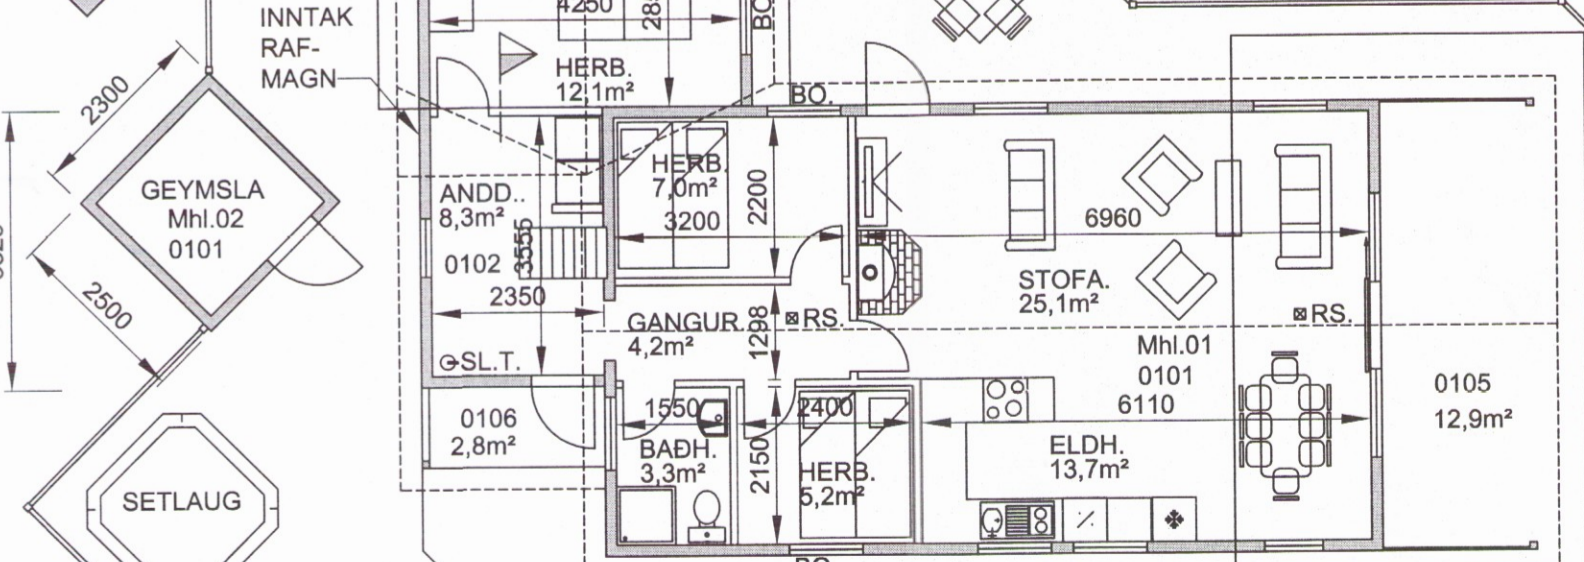 INNTAK
RAF-
MAGN
4250
BO.
HERB.
12,1m²
BO.
2300
GEYMSLA
Mhl.02
0101
2500
ANDD..
8,3m²
0102
3555
2350
SL.T.
HERB.
7,0m²
3200
2200
GANGUR.
4,2m²
1298
RS.
6960
STOFA.
25,1m²
RS.
Mhl.01
0101
6110
0105
12,9m²
0106
2,8m²
1550
BAÐH.
3,3m²
2400
2150
HERB.
5,2m²
ELDH.
13,7m²
SETLAUG
BO.